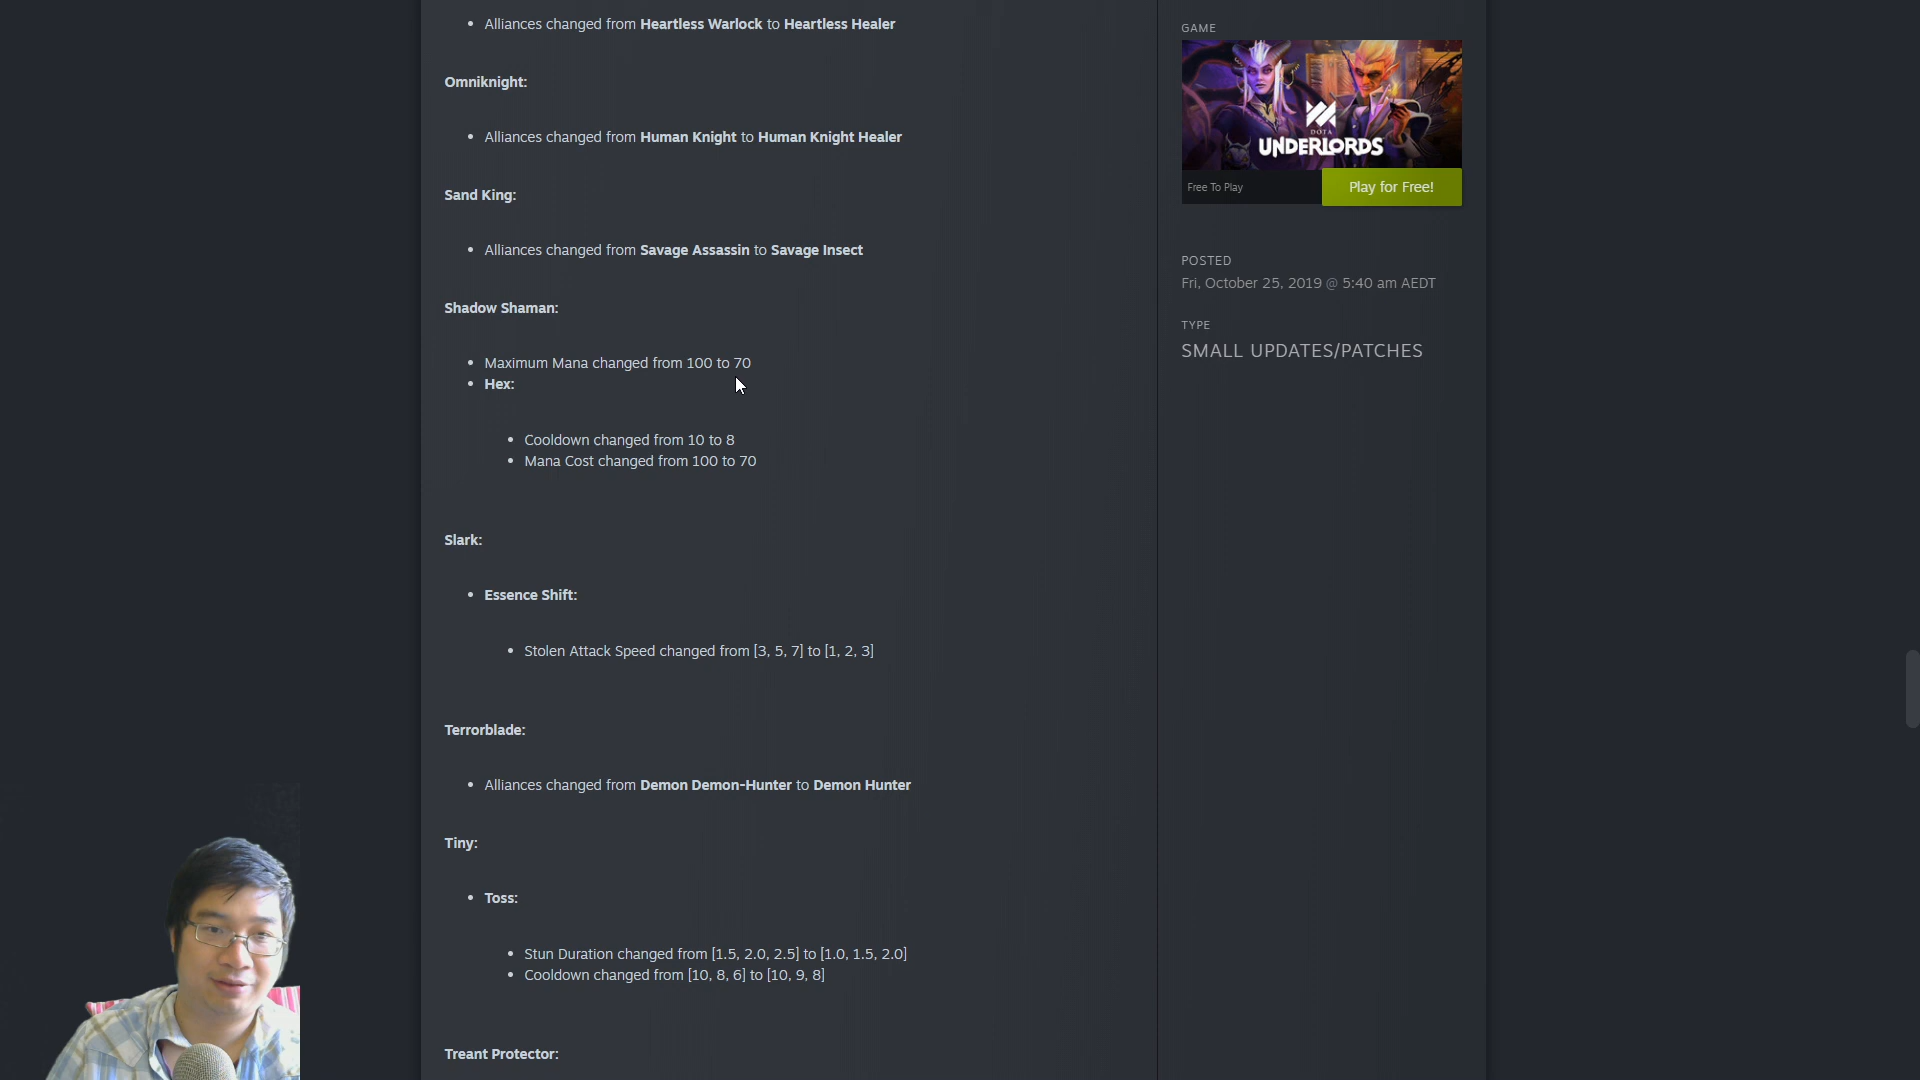 Alliances changed from Heartless Warlock to Heartless Healer
Omniknight:
Alliances changed from Human Knight to Human Knight Healer
Sand King:
Alliances changed from Savage Assassin to Savage Insect
Shadow Shaman:
Maximum Mana changed from 100 to 70
Hex:
Cooldown changed from 10 to 8
Mana Cost changed from 100 to 70
Slark:
Essence Shift:
Stolen Attack Speed changed from [3, 5, 7] to [1, 2, 3]
Terrorblade:
Alliances changed from Demon Demon-Hunter to Demon Hunter
Tiny:
Toss:
Stun Duration changed from [1.5, 2.0, 2.5] to [1.0, 1.5, 2.0]
Cooldown changed from [10, 8, 6] to [10, 9, 8]
Treant Protector:
GAME
DOTA
UNDERLORDS
Free To Play
Play for Free!
POSTED
Fri, October 25, 2019 @ 5:40 am AEDT
TYPE
SMALL UPDATES/PATCHES